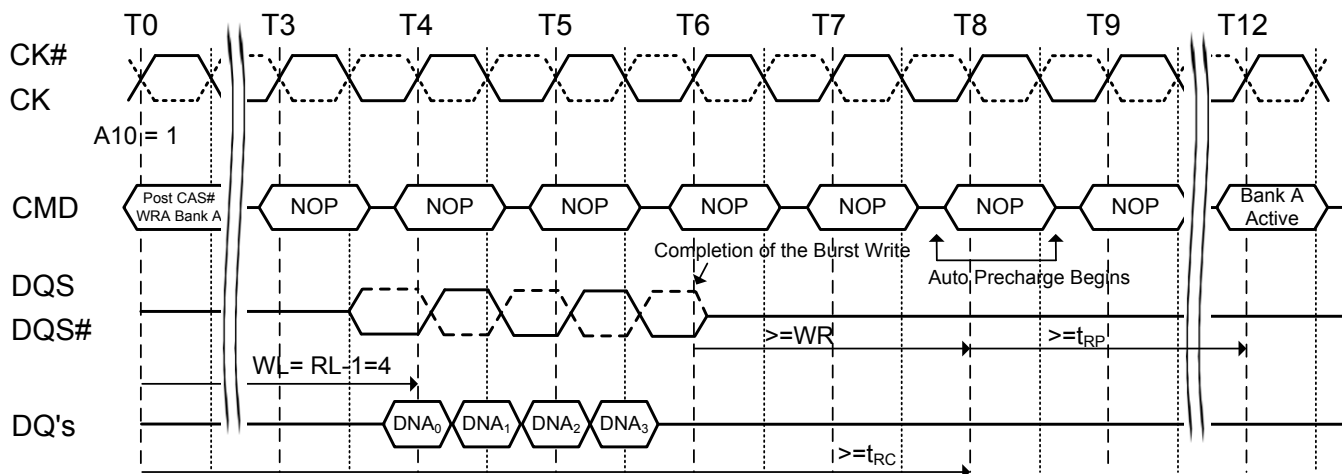 T0 T3 T4 T5 T6 T7 T8 T9 T12
CK#
CK
A10 = 1
CMD
Post CAS#
WRA Bank A
NOP NOP NOP NOP NOP NOP NOP
Bank A
Active
Completion of the Burst Write
Auto Precharge Begins
DQS
DQS#
>=WR >=tRP
WL= RL-1=4
DQ's
DNA0 DNA1 DNA2 DNA3
>=tRC